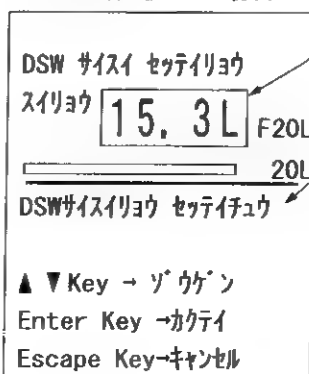 DSW サイスイ セッテイリョウ
スイリョウ 15. 3L F20L
20L
DSWサイスイリョウ セッテイチュウ
▲ ▼Key → ゾウゲン
Enter Key →カクテイ
Escape Key→キャンセル